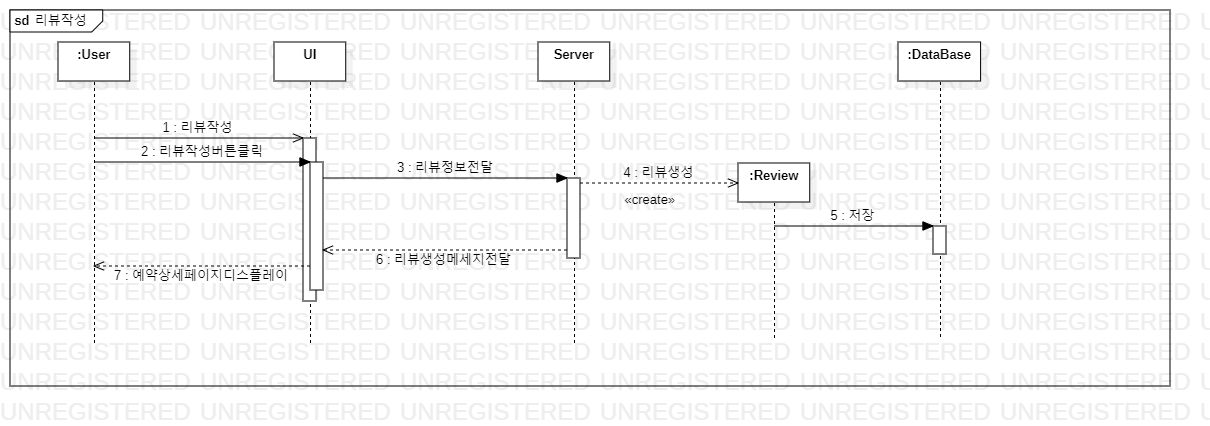 sd 리뷰작성
:User
UI
Server
:DataBase
1 : 리뷰작성
2 : 리뷰작성버튼클릭
3 : 리뷰정보전달
4 : 리뷰생성
:Review
«create»
5 : 저장
6 : 리뷰생성메세지전달
7 : 예약상세페이지디스플레이
UNREGISTERED UNREGISTERED UNREGISTERED UNREGISTERED UNREGISTERED UNREGISTERED